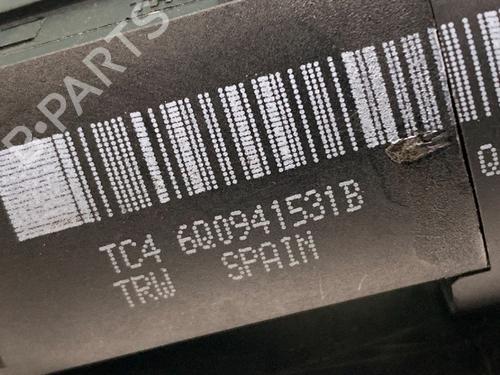 B-PARTS
TC4 6Q0941531B
TRW SPAIN
Q